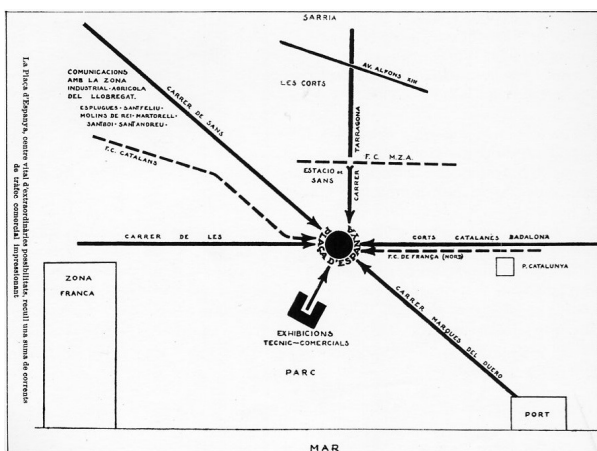 SARRIA
AV. ALFONS XIII
LES CORTS
COMUNICACIONS
AMB LA ZONA
INDUSTRIAL-AGRICOLA
DEL LLOBREGAT.
ESPLUGUES-SANTFELIU-
MOLINS DE REI-MARTORELL-
SANTBOI-SANTANDREU-
CARRER DE SANS
F.C. CATALANS
CARRER TARRAGONA
F.C. M.Z.A.
ESTACIO DE
SANS
PLAÇA D'ESPANYA
CARRER DE LES
CORTS CATALANES BADALONA
F.C. DE FRANÇA (NORD)
P. CATALUNYA
ZONA
FRANCA
EXHIBICIONS
TECNIC-COMERCIALS
CARRER MARQUES DEL DUERO
PARC
PORT
MAR
La Plaça d'Espanya, centre vital d'extraordinàries possibilitats, recull una suma de corrents
de tràfec comercial impressionant